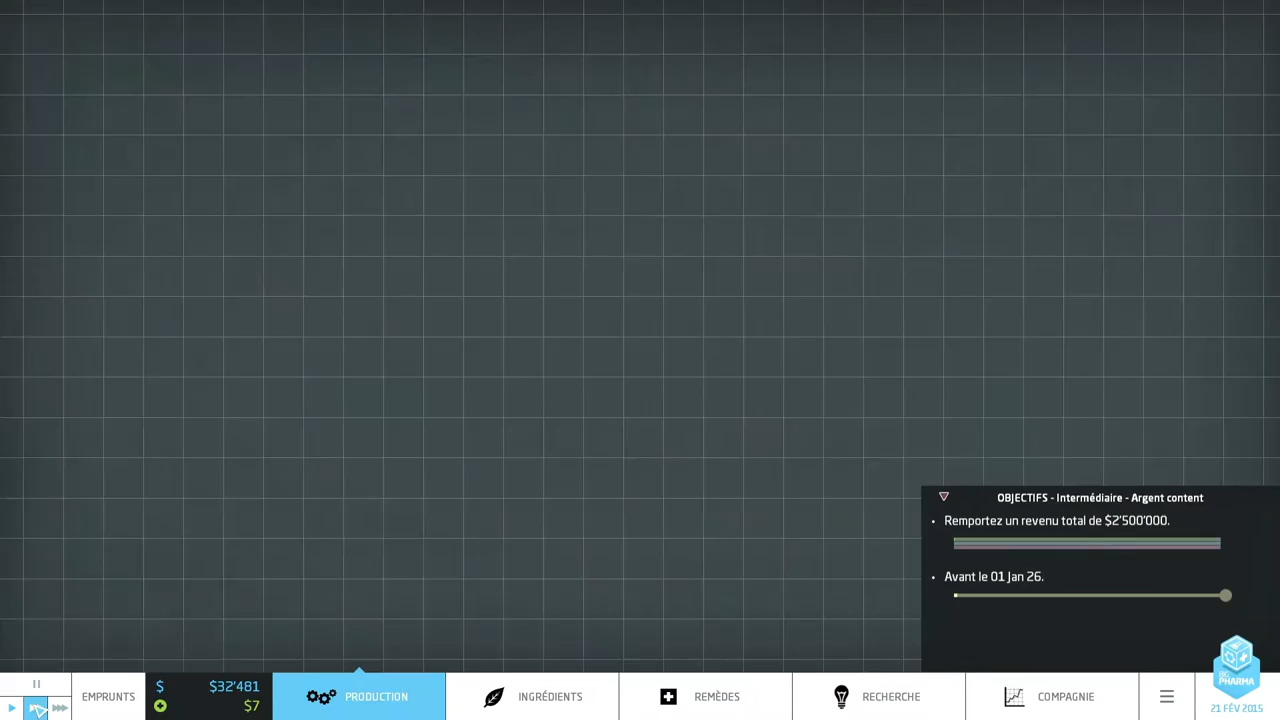 OBJECTIFS - Intermédiaire - Argent content
• Remportez un revenu total de $2'500'000.
• Avant le 01 Jan 26.
EMPRUNTS
$ $32'481
$7
PRODUCTION
INGRÉDIENTS
REMÈDES
RECHERCHE
COMPAGNIE
BIG PHARMA
21 FÉV 2015